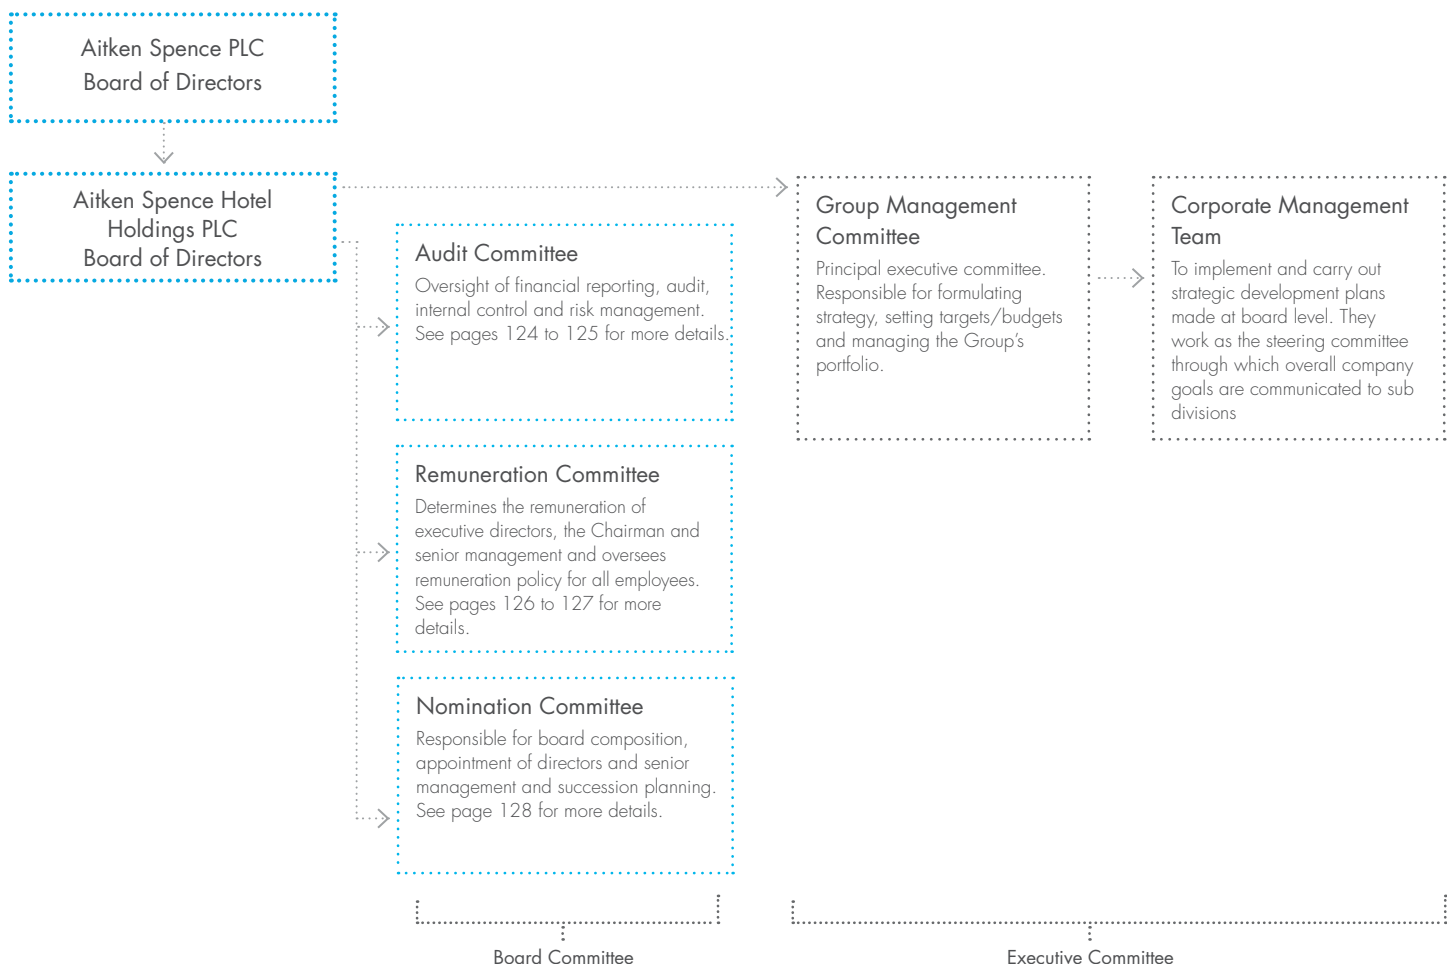 Aitken Spence PLC
Board of Directors
Aitken Spence Hotel
Holdings PLC
Board of Directors
Audit Committee
Oversight of financial reporting, audit,
internal control and risk management.
See pages 124 to 125 for more details.
Remuneration Committee
Determines the remuneration of
executive directors, the Chairman and
senior management and oversees
remuneration policy for all employees.
See pages 126 to 127 for more
details.
Nomination Committee
Responsible for board composition,
appointment of directors and senior
management and succession planning.
See page 128 for more details.
Group Management
Committee
Principal executive committee.
Responsible for formulating
strategy, setting targets/budgets
and managing the Group’s
portfolio.
Corporate Management
Team
To implement and carry out
strategic development plans
made at board level. They
work as the steering committee
through which overall company
goals are communicated to sub
divisions
Board Committee
Executive Committee